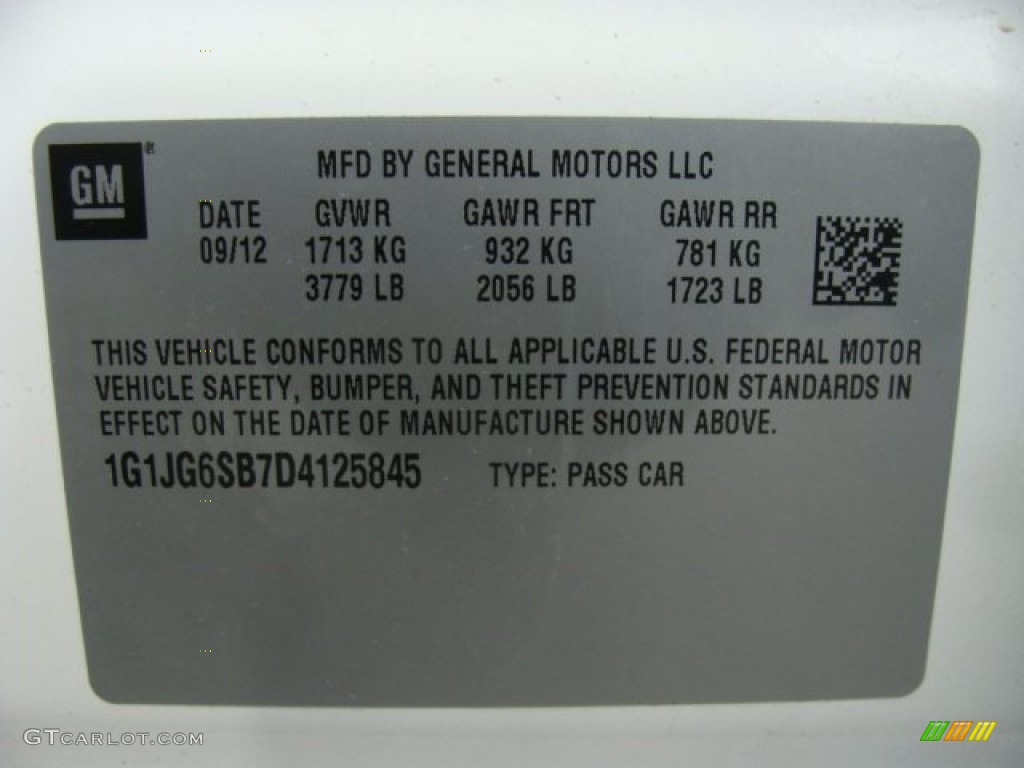 GM®
MFD BY GENERAL MOTORS LLC
DATE GVWR GAWR FRT GAWR RR
09/12 1713 KG 932 KG 781 KG
3779 LB 2056 LB 1723 LB
THIS VEHICLE CONFORMS TO ALL APPLICABLE U.S. FEDERAL MOTOR
VEHICLE SAFETY, BUMPER, AND THEFT PREVENTION STANDARDS IN
EFFECT ON THE DATE OF MANUFACTURE SHOWN ABOVE.
1G1JG6SB7D4125845 TYPE: PASS CAR
GTCARLOT.COM